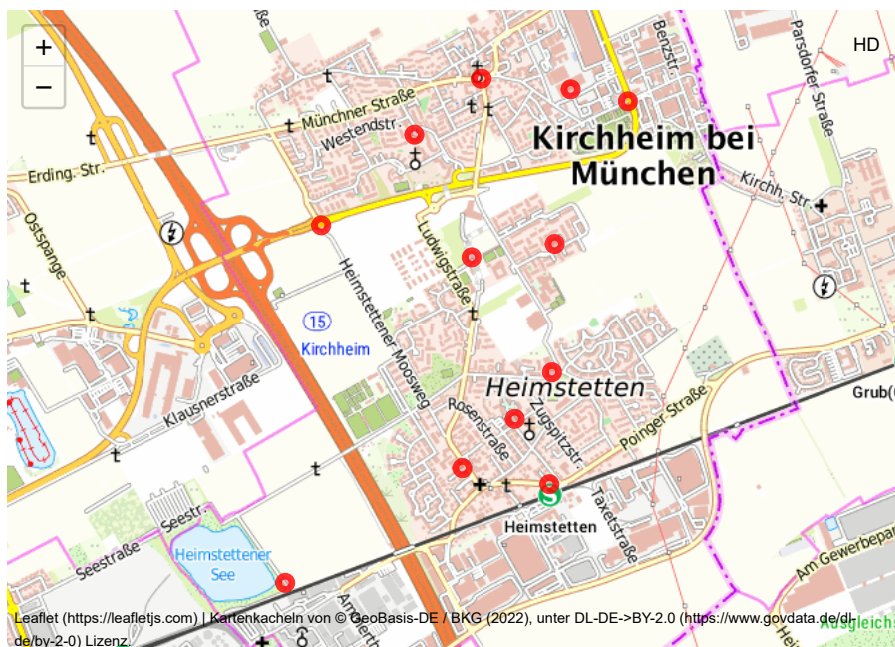 +
−
HD
Benzstr.
Parsdorfer Straße
Münchner Straße
Westendstr.
Kirchheim bei
München
Erding. Str.
Kirchh. Str.
Ostspange
Ludwigstraße
Heimstettener Moosweg
15
Kirchheim
Klausnerstraße
Heimstetten
Rosenstraße
Zugspitzstr.
Poinger Straße
Grub(
S
Heimstetten
Taxetstraße
Seestr.
Seestraße
Heimstettener
See
Am Gewerbepar
Ammerth
Hei
Ausgleichs
Leaflet (https://leafletjs.com) | Kartenkacheln von © GeoBasis-DE / BKG (2022), unter DL-DE->BY-2.0 (https://www.govdata.de/dl-
de/by-2-0) Lizenz.